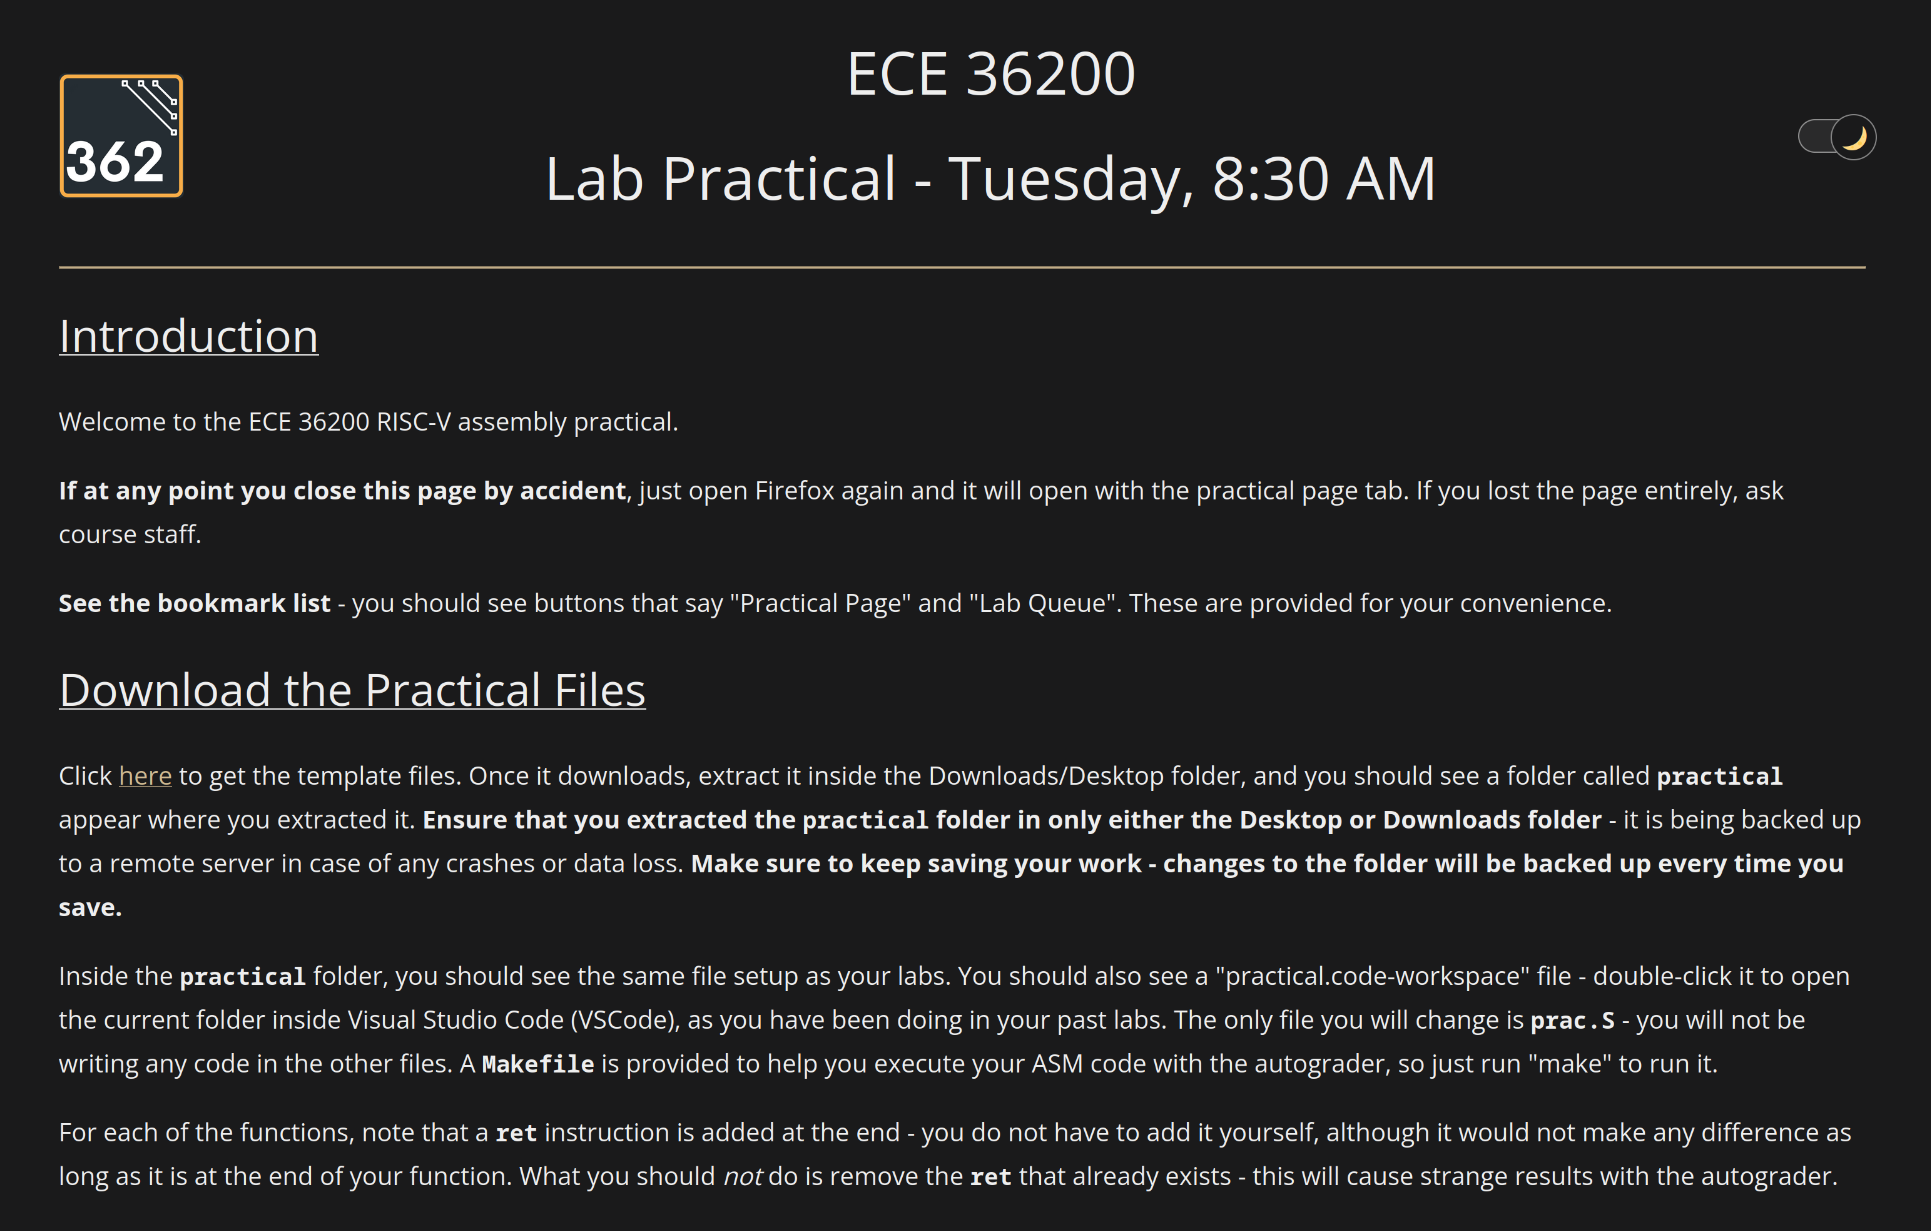 362
ECE 36200
Lab Practical - Tuesday, 8:30 AM
Introduction
Welcome to the ECE 36200 RISC-V assembly practical.
If at any point you close this page by accident, just open Firefox again and it will open with the practical page tab. If you lost the page entirely, ask
course staff.
See the bookmark list - you should see buttons that say "Practical Page" and "Lab Queue". These are provided for your convenience.
Download the Practical Files
Click here to get the template files. Once it downloads, extract it inside the Downloads/Desktop folder, and you should see a folder called practical
appear where you extracted it. Ensure that you extracted the practical folder in only either the Desktop or Downloads folder - it is being backed up
to a remote server in case of any crashes or data loss. Make sure to keep saving your work - changes to the folder will be backed up every time you
save.
Inside the practical folder, you should see the same file setup as your labs. You should also see a "practical.code-workspace" file - double-click it to open
the current folder inside Visual Studio Code (VSCode), as you have been doing in your past labs. The only file you will change is prac.S - you will not be
writing any code in the other files. A Makefile is provided to help you execute your ASM code with the autograder, so just run "make" to run it.
For each of the functions, note that a ret instruction is added at the end - you do not have to add it yourself, although it would not make any difference as
long as it is at the end of your function. What you should not do is remove the ret that already exists - this will cause strange results with the autograder.